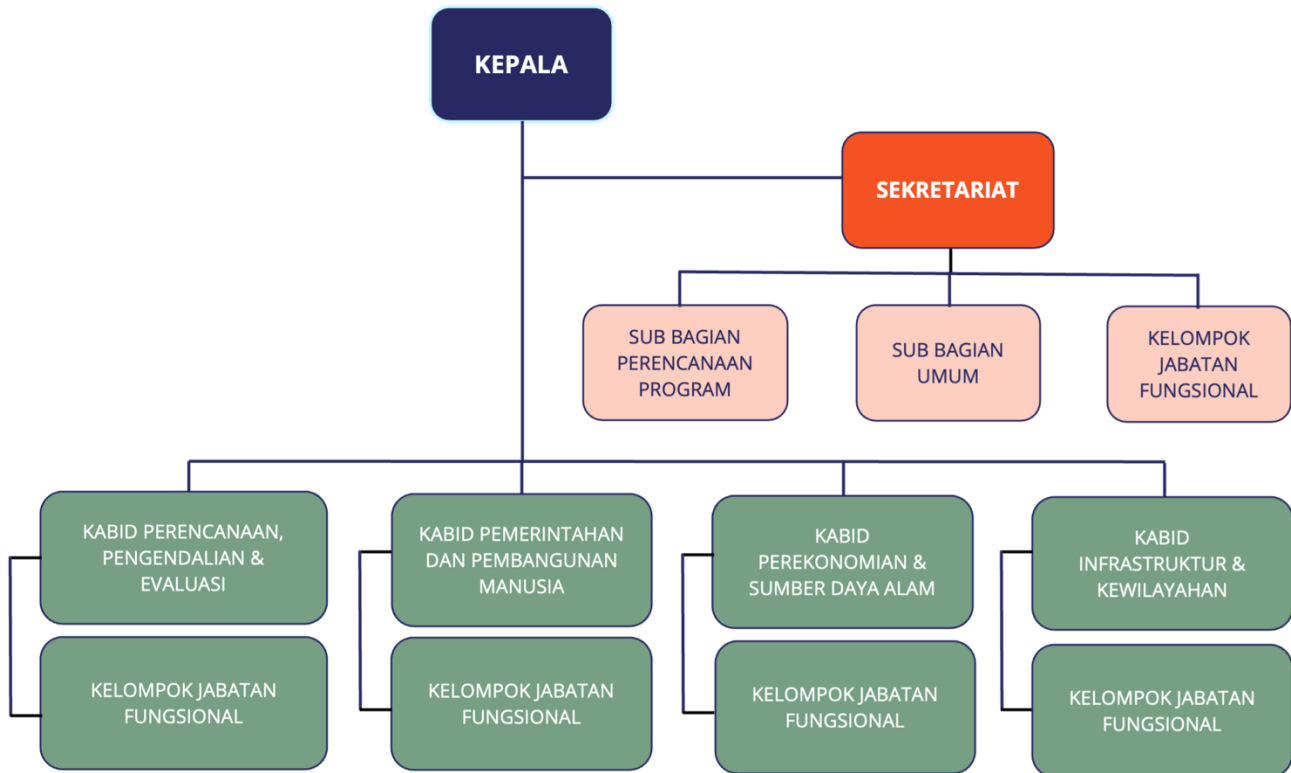 KEPALA
SEKRETARIAT
SUB BAGIAN
PERENCANAAN
PROGRAM
SUB BAGIAN
UMUM
KELOMPOK
JABATAN
FUNGSIONAL
KABID PERENCANAAN,
PENGENDALIAN &
EVALUASI
KABID PEMERINTAHAN
DAN PEMBANGUNAN
MANUSIA
KABID
PEREKONOMIAN &
SUMBER DAYA ALAM
KABID
INFRASTRUKTUR &
KEWILAYAHAN
KELOMPOK JABATAN
FUNGSIONAL
KELOMPOK JABATAN
FUNGSIONAL
KELOMPOK JABATAN
FUNGSIONAL
KELOMPOK JABATAN
FUNGSIONAL